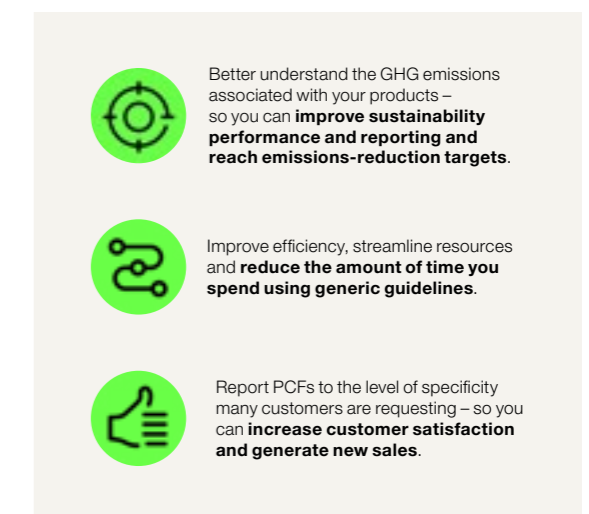 Better understand the GHG emissions
associated with your products –
so you can improve sustainability
performance and reporting and
reach emissions-reduction targets.
Improve efficiency, streamline resources
and reduce the amount of time you
spend using generic guidelines.
Report PCFs to the level of specificity
many customers are requesting – so you
can increase customer satisfaction
and generate new sales.